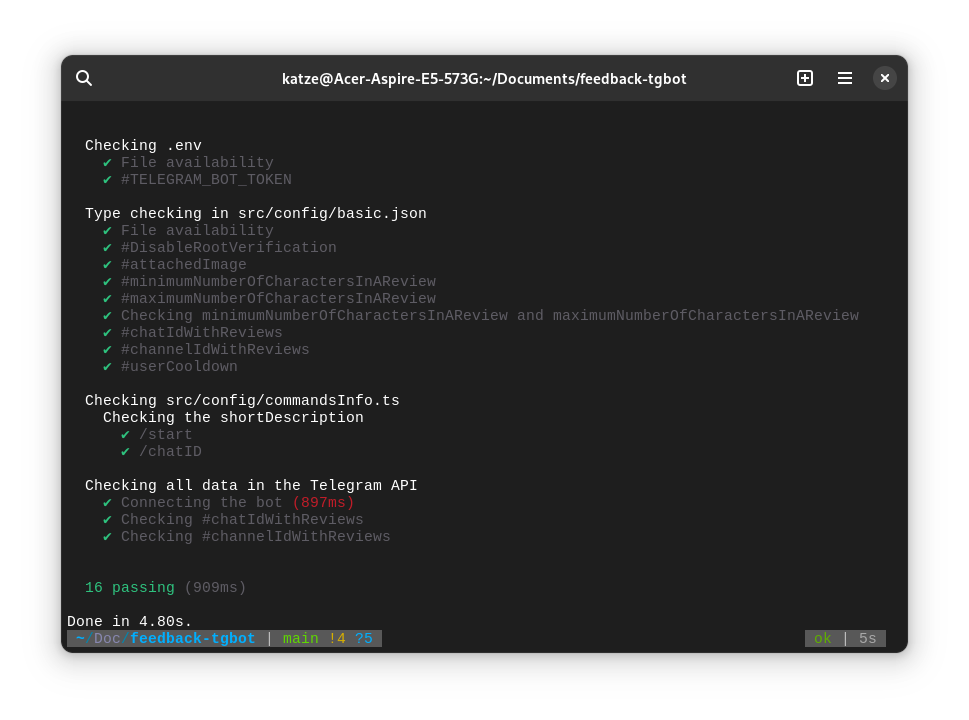 katze@Acer-Aspire-E5-573G:~/Documents/feedback-tgbot
Checking .env
✔ File availability
✔ #TELEGRAM_BOT_TOKEN
Type checking in src/config/basic.json
✔ File availability
✔ #DisableRootVerification
✔ #attachedImage
✔ #minimumNumberOfCharactersInAReview
✔ #maximumNumberOfCharactersInAReview
✔ Checking minimumNumberOfCharactersInAReview and maximumNumberOfCharactersInAReview
✔ #chatIdWithReviews
✔ #channelIdWithReviews
✔ #userCooldown
Checking src/config/commandsInfo.ts
Checking the shortDescription
✔ /start
✔ /chatID
Checking all data in the Telegram API
✔ Connecting the bot (897ms)
✔ Checking #chatIdWithReviews
✔ Checking #channelIdWithReviews
16 passing (909ms)
Done in 4.80s.
~/Doc/feedback-tgbot | main !4 ?5 ok | 5s